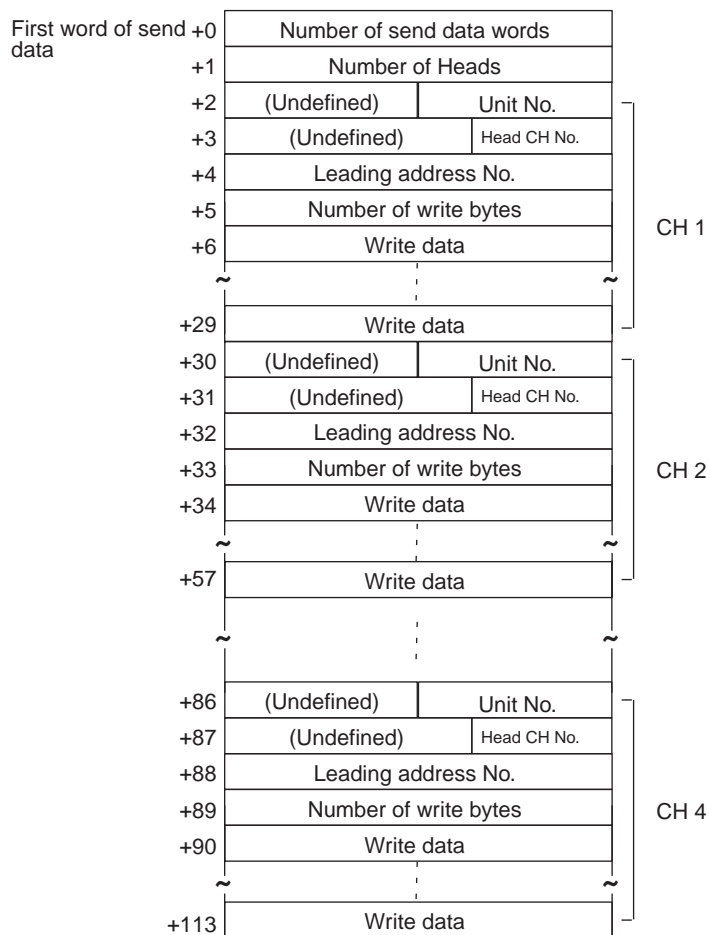 First word of send data
+0 Number of send data words
+1 Number of Heads
+2 (Undefined) Unit No.
+3 (Undefined) Head CH No.
+4 Leading address No.
+5 Number of write bytes
+6 Write data
CH 1
~ ~
+29 Write data
+30 (Undefined) Unit No.
+31 (Undefined) Head CH No.
+32 Leading address No.
+33 Number of write bytes
+34 Write data
CH 2
~ ~
+57 Write data
~ ~
+86 (Undefined) Unit No.
+87 (Undefined) Head CH No.
+88 Leading address No.
+89 Number of write bytes
+90 Write data
CH 4
~ ~
+113 Write data